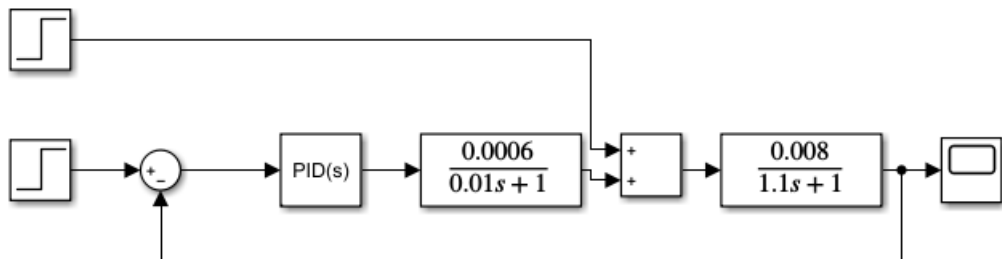 +
−
PID(s)
0.0006
0.01s + 1
+
+
0.008
1.1s + 1